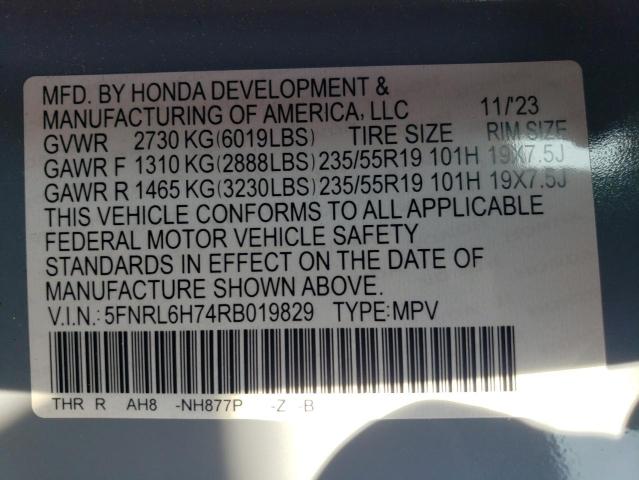 MFD. BY HONDA DEVELOPMENT &
MANUFACTURING OF AMERICA, LLC 11/'23
GVWR 2730 KG(6019LBS) TIRE SIZE RIM SIZE
GAWR F 1310 KG(2888LBS) 235/55R19 101H 19X7.5J
GAWR R 1465 KG(3230LBS) 235/55R19 101H 19X7.5J
THIS VEHICLE CONFORMS TO ALL APPLICABLE
FEDERAL MOTOR VEHICLE SAFETY
STANDARDS IN EFFECT ON THE DATE OF
MANUFACTURE SHOWN ABOVE.
V.I.N.: 5FNRL6H74RB019829 TYPE:MPV
THR R AH8 -NH877P -Z -B